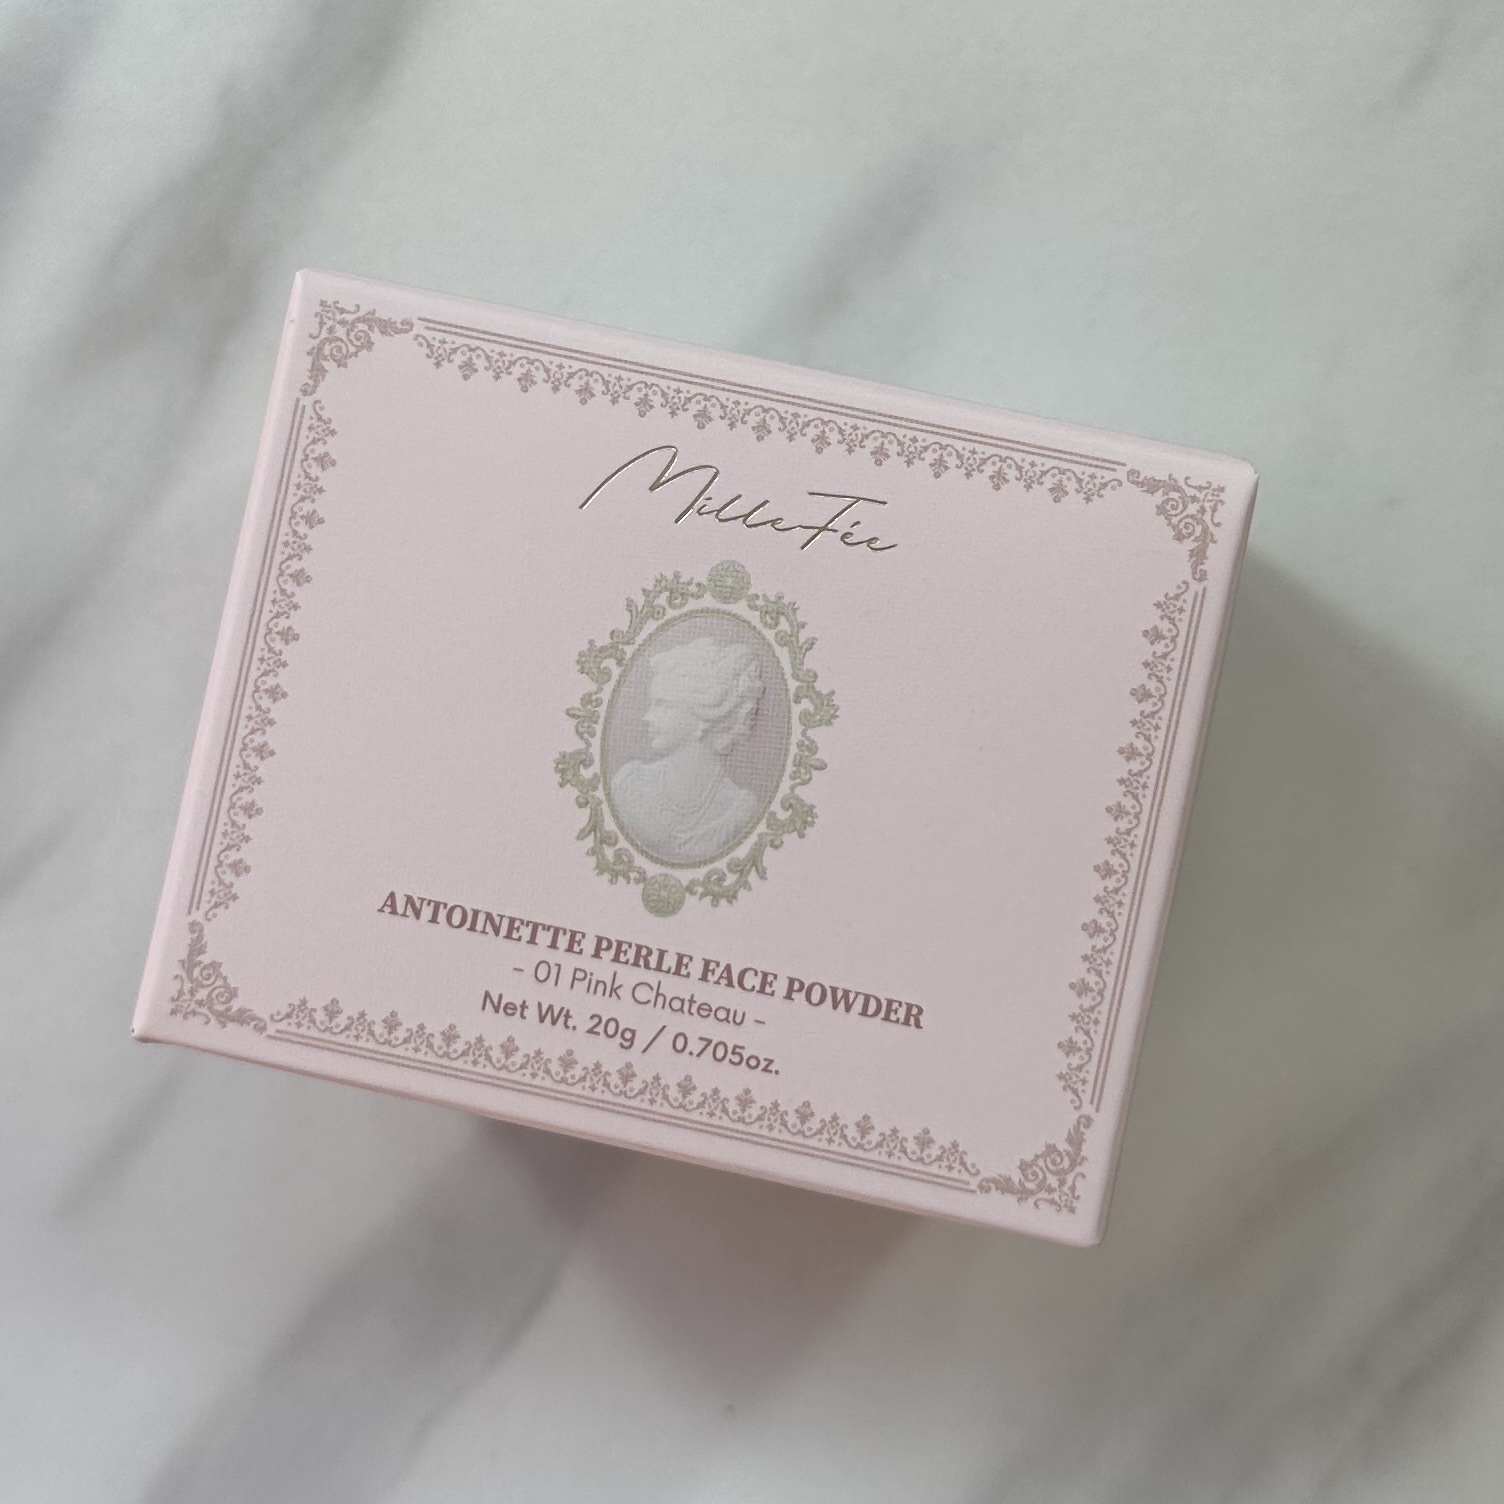 MilleFée
ANTOINETTE PERLE FACE POWDER
- 01 Pink Chateau -
Net Wt. 20g / 0.705oz.